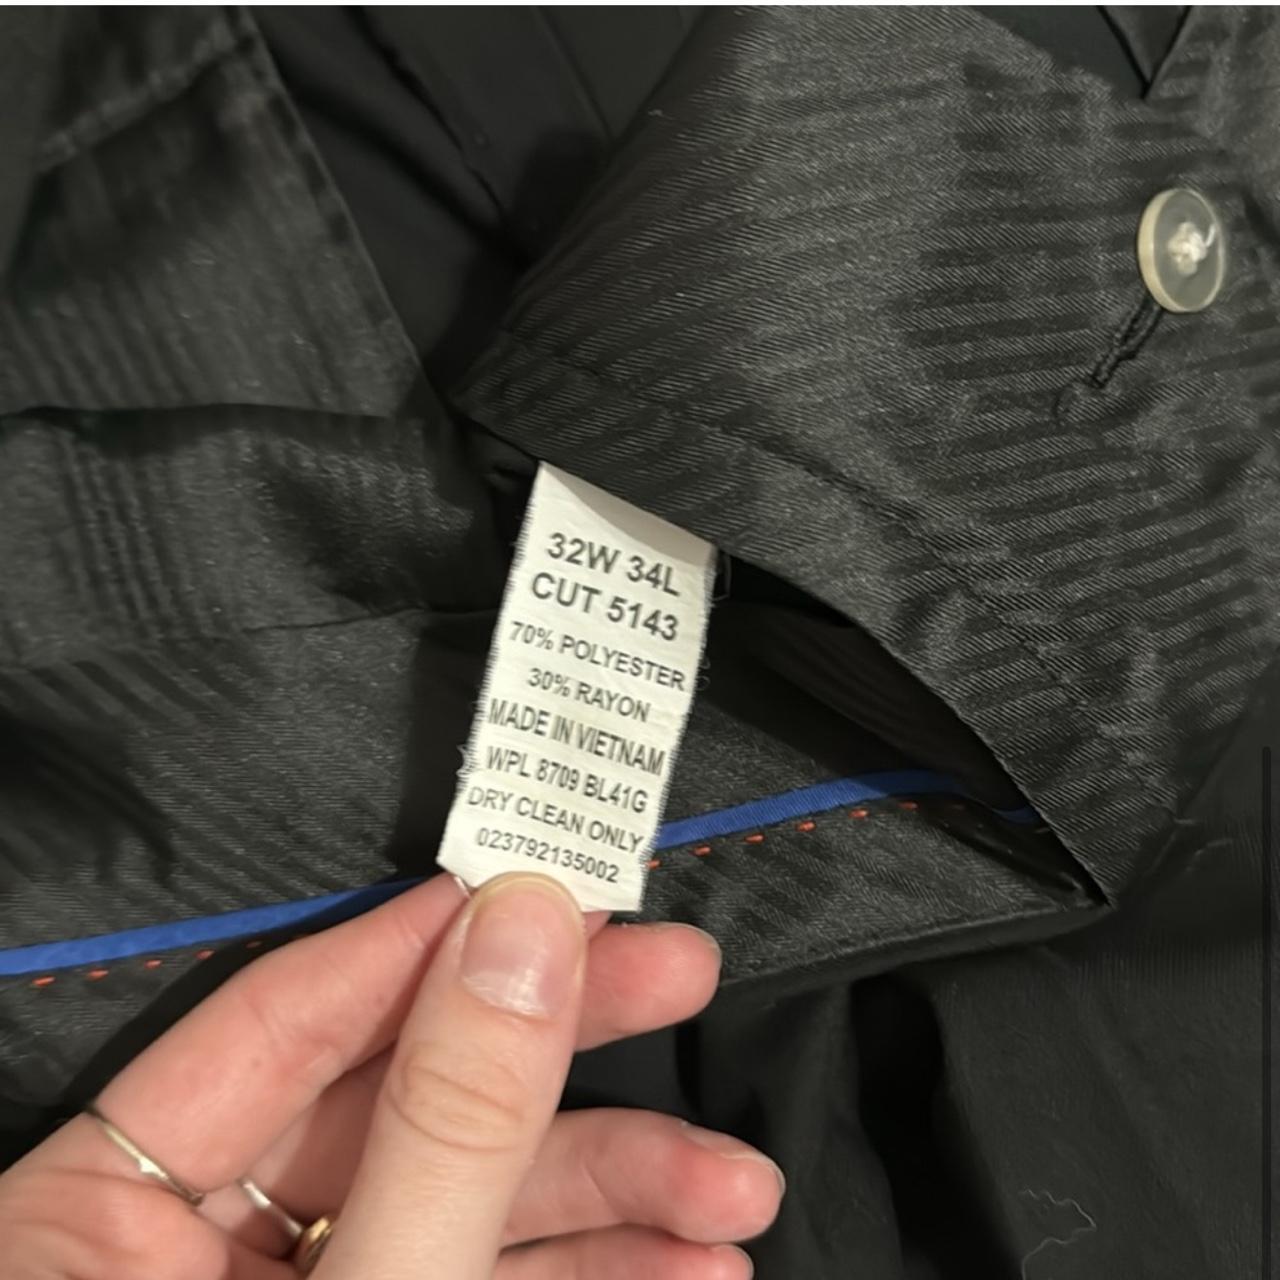 32W 34L
CUT 5143
70% POLYESTER
30% RAYON
MADE IN VIETNAM
WPL 8709 BL41G
DRY CLEAN ONLY
023792135002